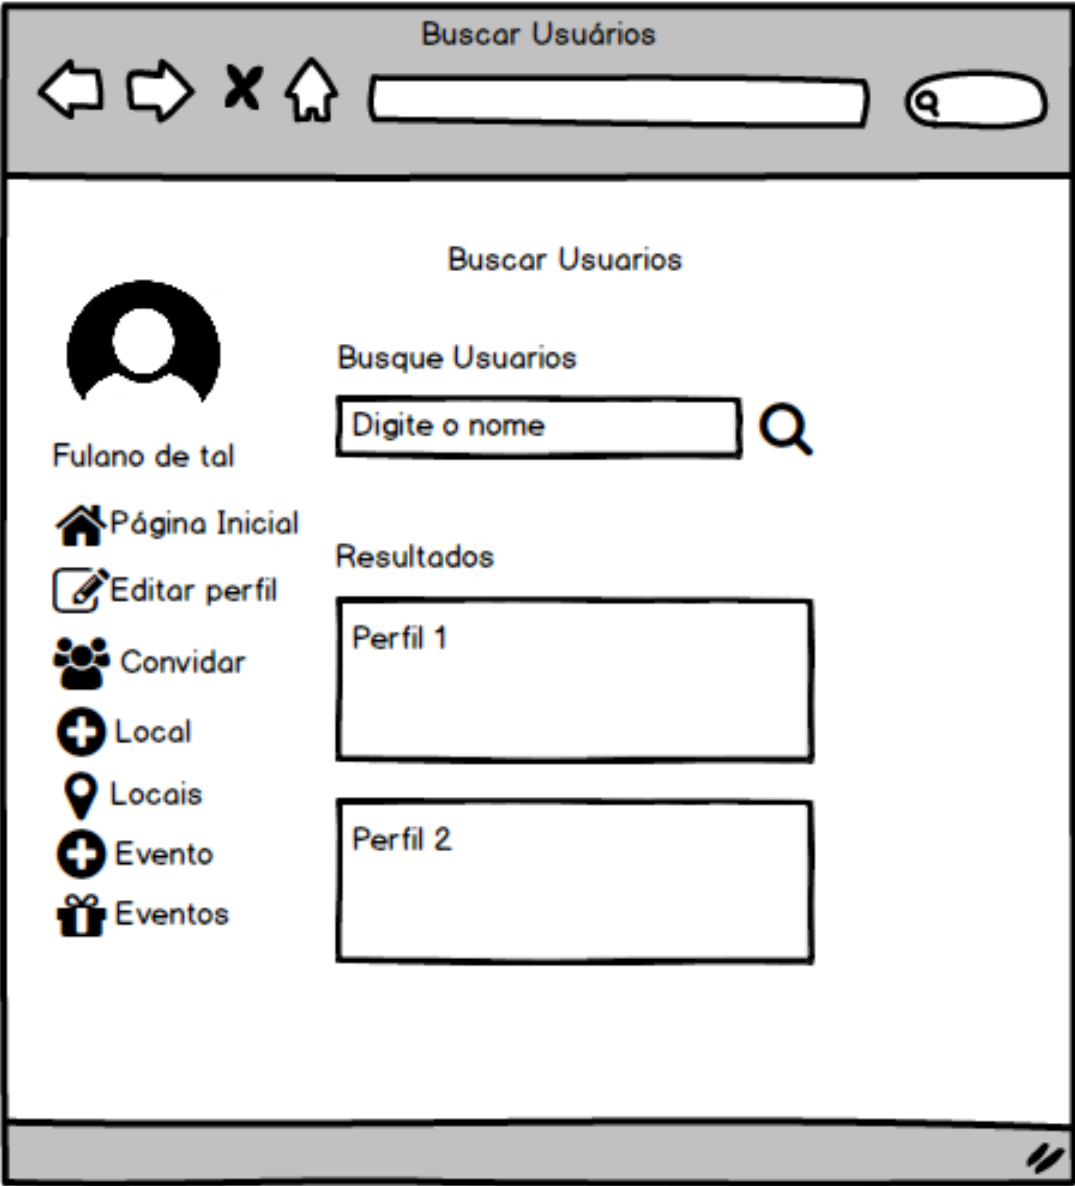 Buscar Usuários
Buscar Usuarios
Fulano de tal
Página Inicial
Editar perfil
Convidar
Local
Locais
Evento
Eventos
Busque Usuarios
Digite o nome
Resultados
Perfil 1
Perfil 2